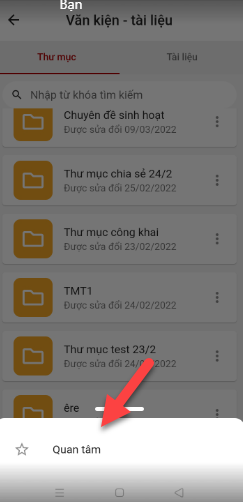 Bạn
Văn kiện - tài liệu
Thư mục
Tài liệu
Nhập từ khóa tìm kiếm
Chuyên đề sinh hoạt
Được sửa đổi 09/03/2022
Thư mục chia sẻ 24/2
Được sửa đổi 25/02/2022
Thư mục công khai
Được sửa đổi 23/02/2022
TMT1
Được sửa đổi 24/02/2022
Thư mục test 23/2
Được sửa đổi 24/02/2022
êre
Quan tâm